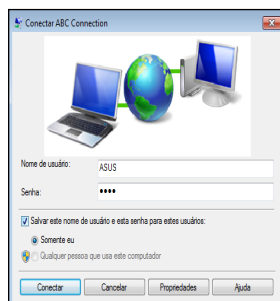 Conectar ABC Connection
Nome de usuário: ASUS
Senha: ••••
Salvar este nome de usuário e esta senha para estes usuários:
Somente eu
Qualquer pessoa que usa este computador
Conectar Cancelar Propriedades Ajuda